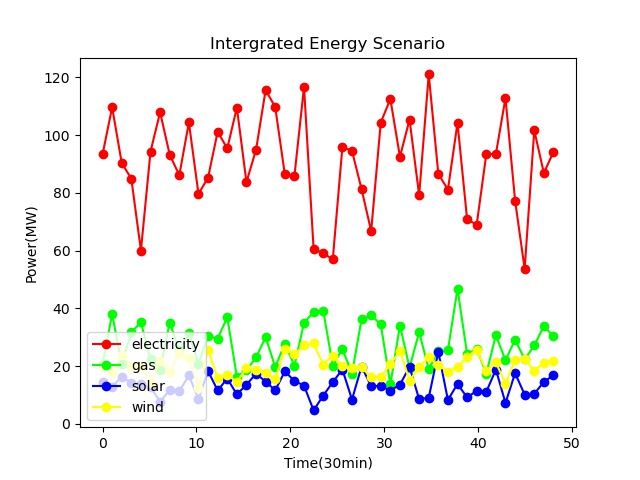 Intergrated Energy Scenario
Power(MW)
120
100
80
60
40
20
0
electricity
gas
solar
wind
0 10 20 30 40 50
Time(30min)